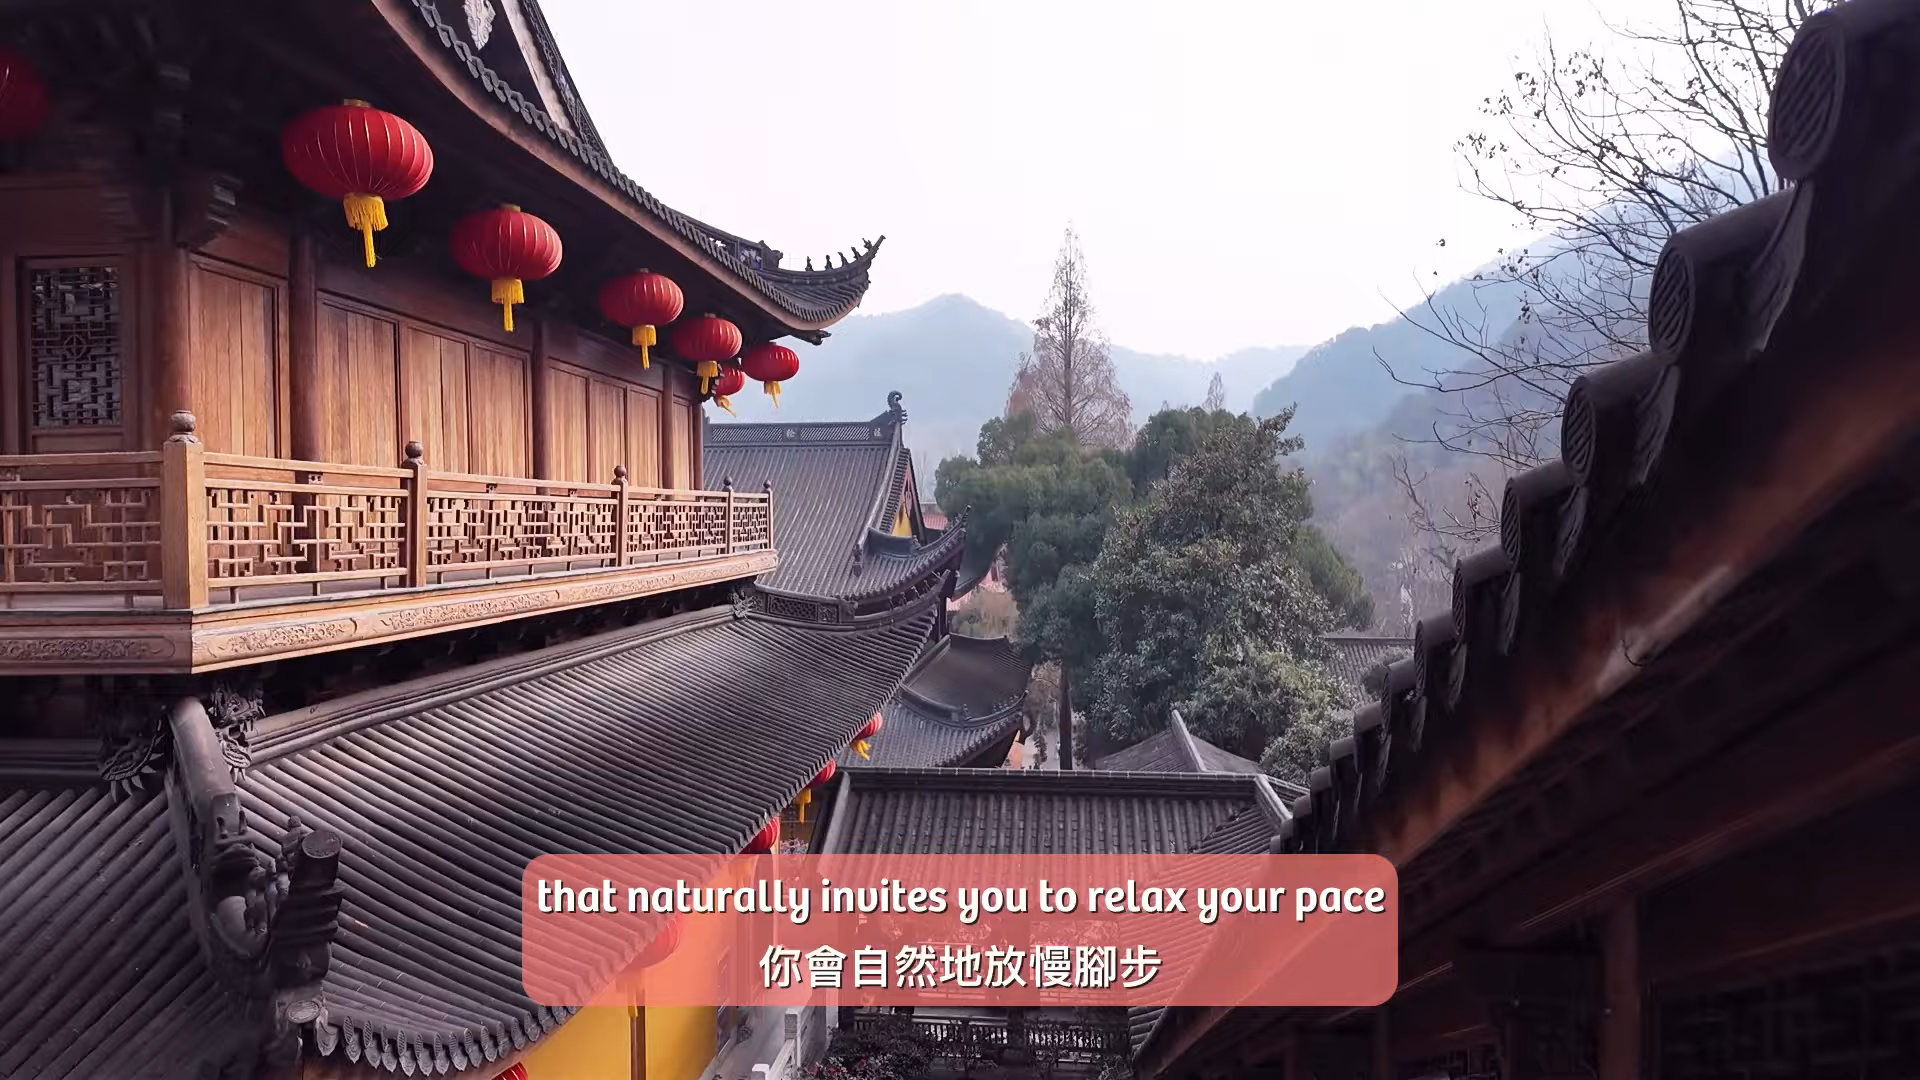 that naturally invites you to relax your pace
你會自然地放慢腳步